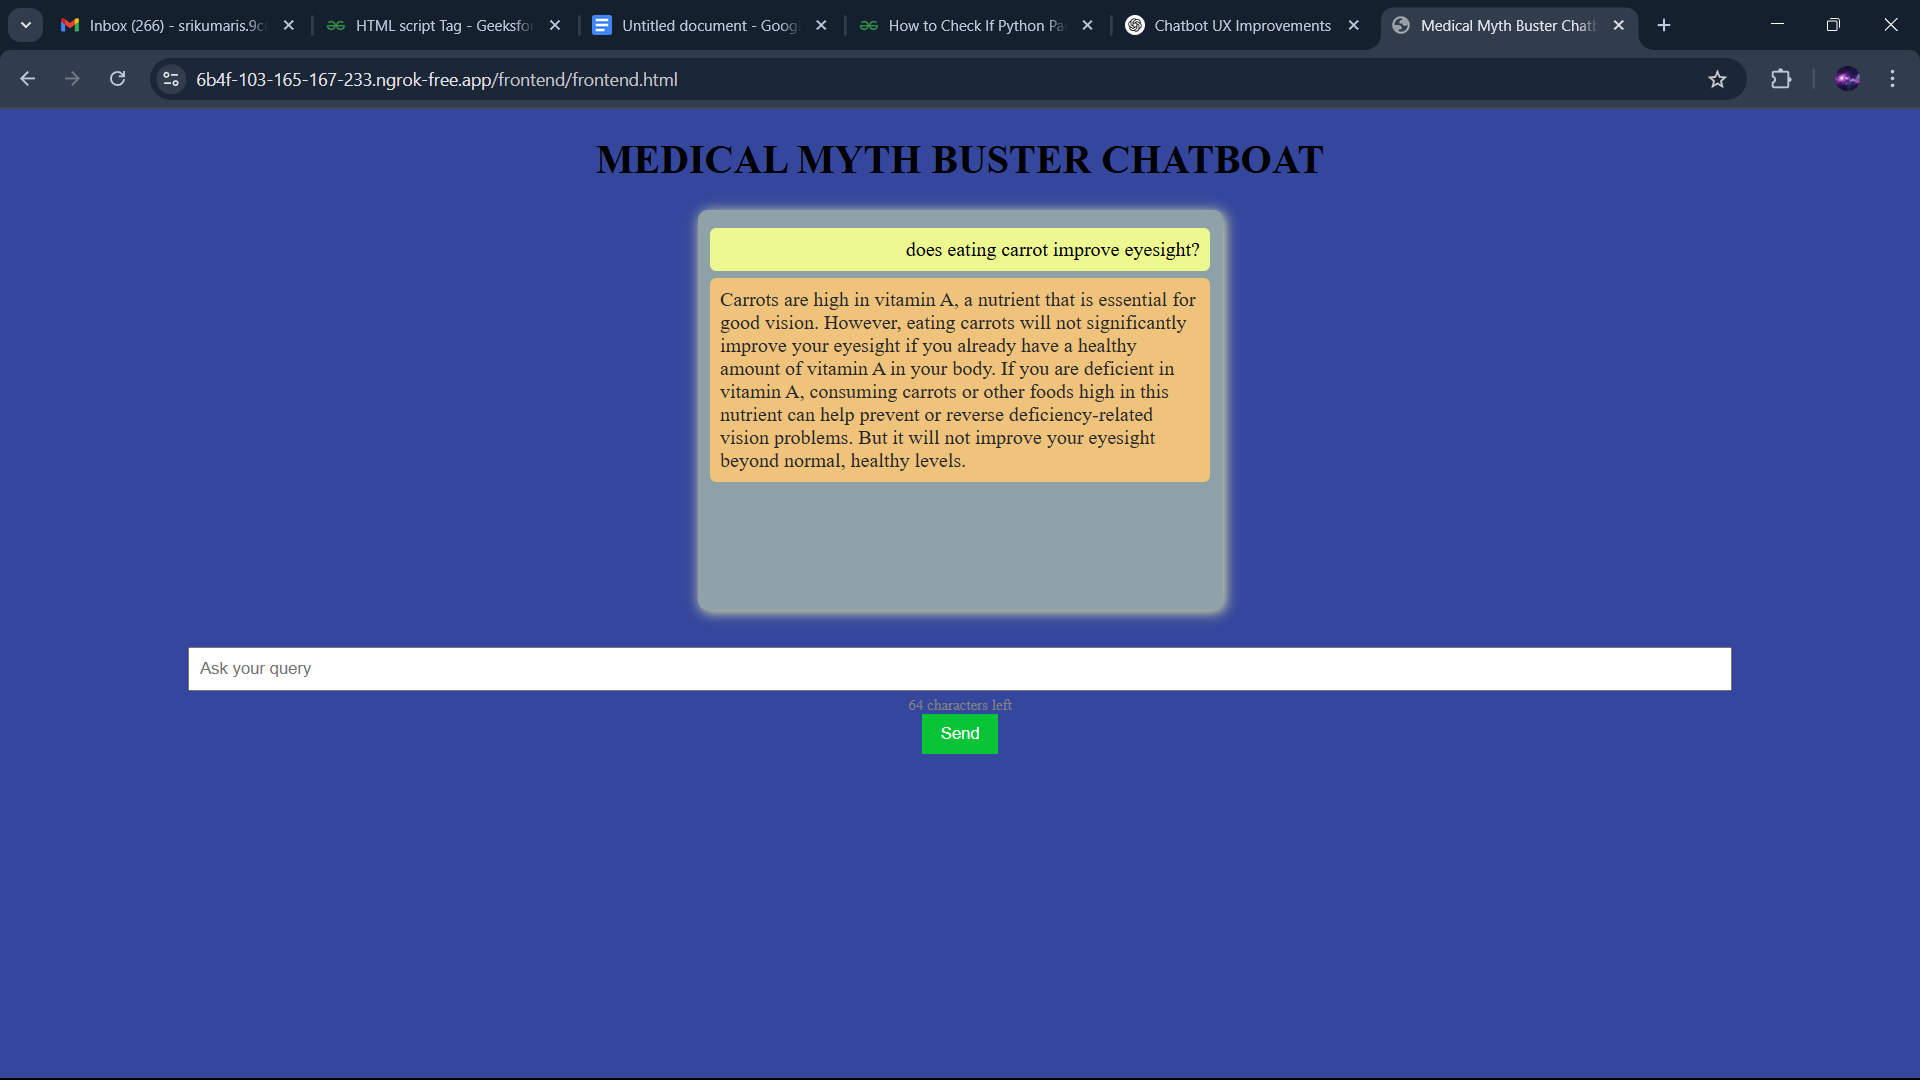 Inbox (266) - srikumaris.9c
HTML script Tag - Geeksfo
Untitled document - Goog
How to Check If Python Pa
Chatbot UX Improvements
Medical Myth Buster Chatb
6b4f-103-165-167-233.ngrok-free.app/frontend/frontend.html
MEDICAL MYTH BUSTER CHATBOAT
does eating carrot improve eyesight?
Carrots are high in vitamin A, a nutrient that is essential for
good vision. However, eating carrots will not significantly
improve your eyesight if you already have a healthy
amount of vitamin A in your body. If you are deficient in
vitamin A, consuming carrots or other foods high in this
nutrient can help prevent or reverse deficiency-related
vision problems. But it will not improve your eyesight
beyond normal, healthy levels.
Ask your query
64 characters left
Send